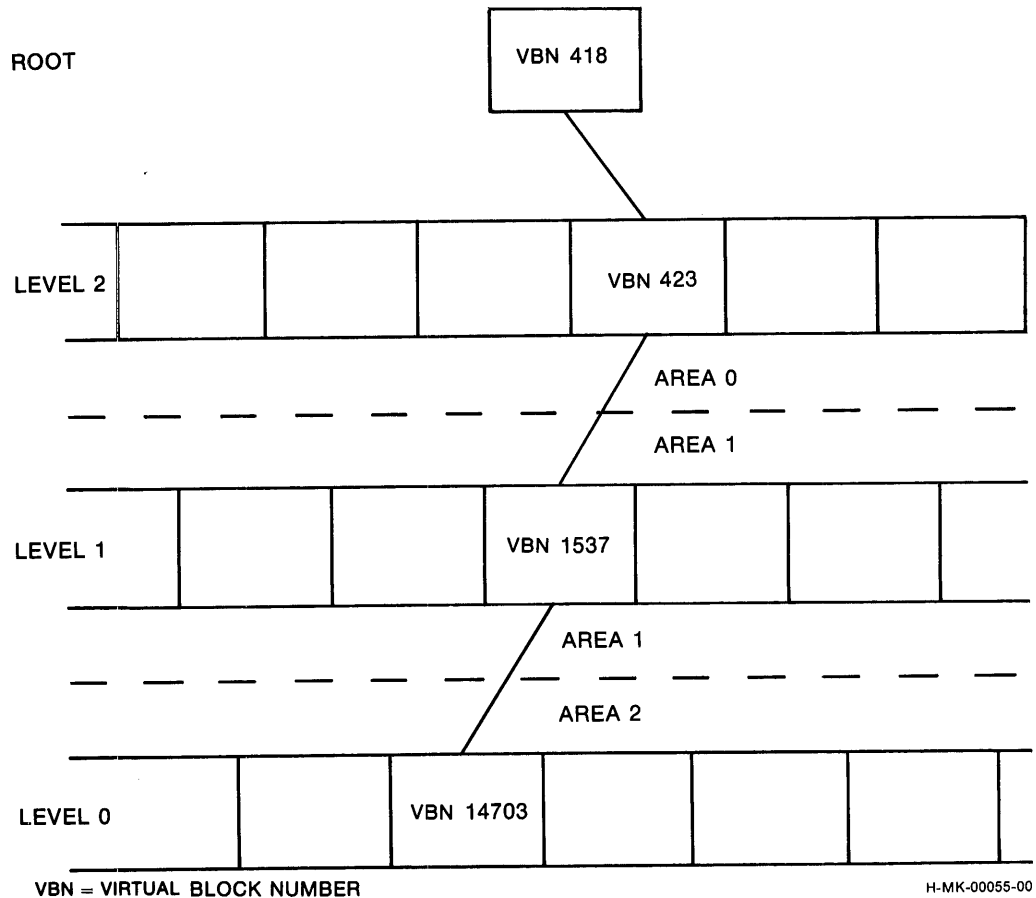 ROOT
VBN 418
LEVEL 2
VBN 423
AREA 0
AREA 1
LEVEL 1
VBN 1537
AREA 1
AREA 2
LEVEL 0
VBN 14703
VBN = VIRTUAL BLOCK NUMBER
H-MK-00055-00